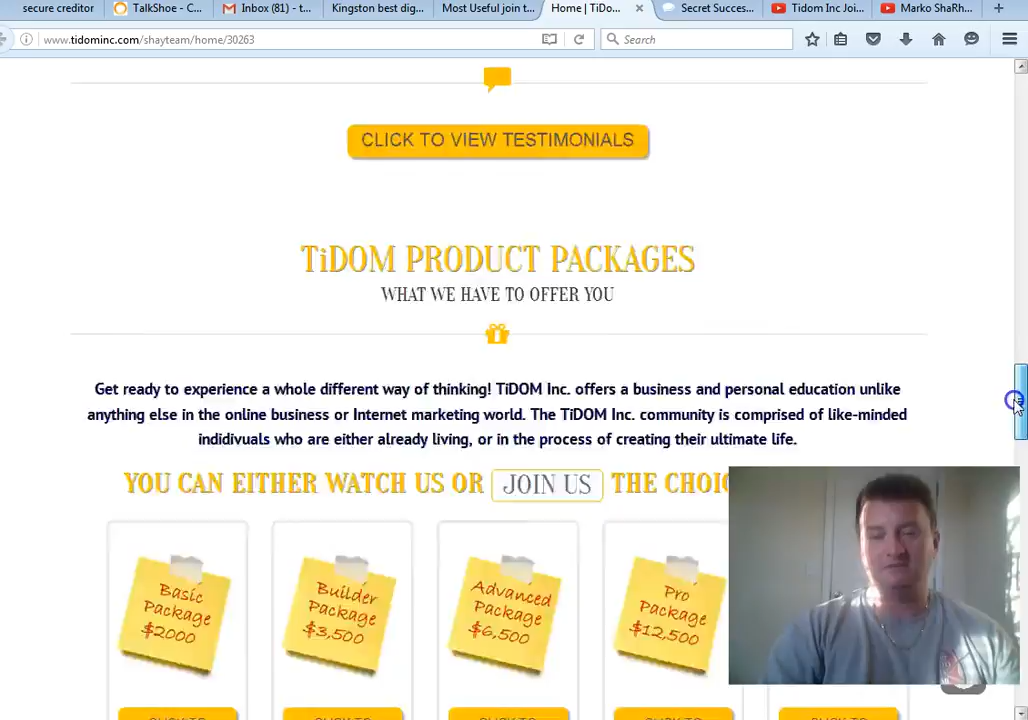 secure creditor
TalkShoe - C...
Inbox (81) - t...
Kingston best dig...
Most Useful join t...
Home | TiDo...
Secret Succes...
Tidom Inc Joi...
Marko SaRh...
www.tidominc.com/shayteam/home/30263
Search
CLICK TO VIEW TESTIMONIALS
TiDOM PRODUCT PACKAGES
WHAT WE HAVE TO OFFER YOU
Get ready to experience a whole different way of thinking! TiDOM Inc. offers a business and personal education unlike
anything else in the online business or Internet marketing world. The TiDOM Inc. community is comprised of like-minded
indidivuals who are either already living, or in the process of creating their ultimate life.
YOU CAN EITHER WATCH US OR JOIN US THE
Basic
Package
$2000
Builder
Package
$3,500
Advanced
Package
$6,500
Pro
Package
$12,500